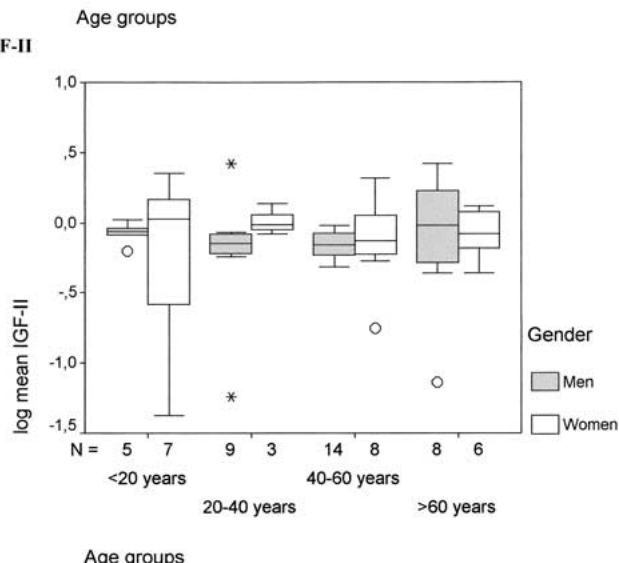 Age groups
F-II
1,0
,5
0,0
-,5
-1,0
-1,5
log mean IGF-II
Gender
Men
Women
N = 5 7 9 3 14 8 8 6
<20 years 40-60 years
20-40 years >60 years
Age groups